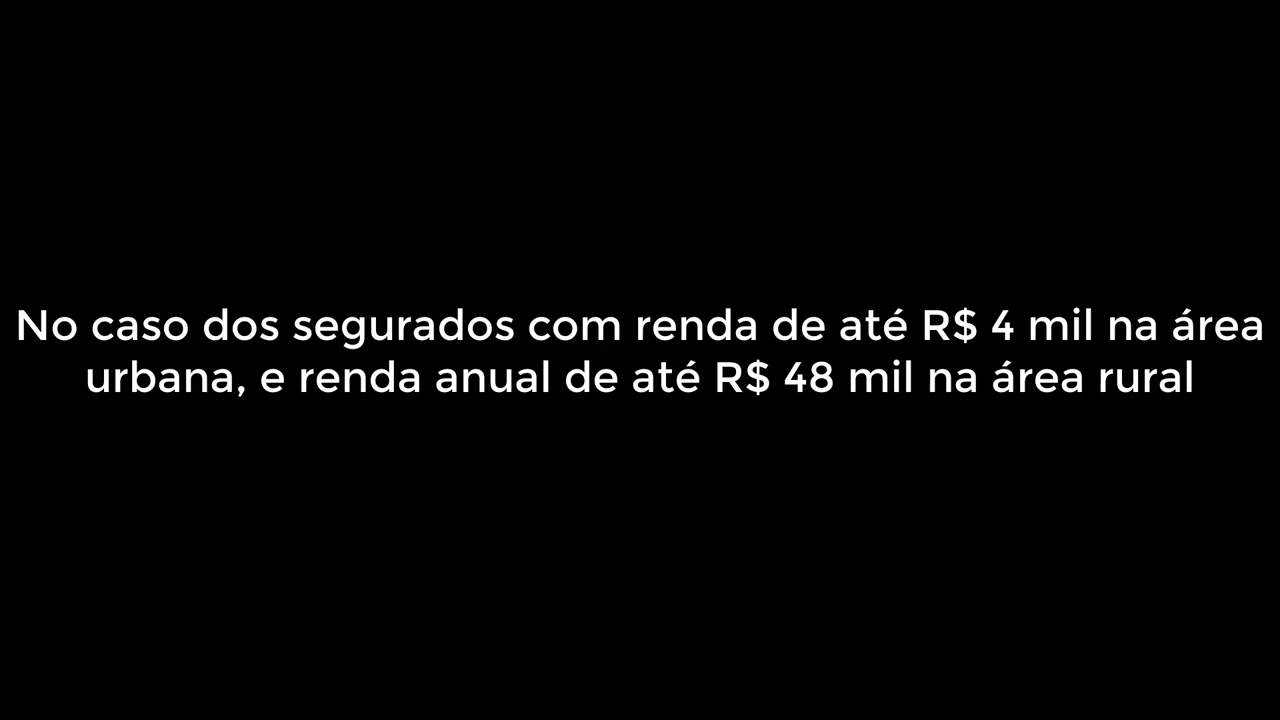 No caso dos segurados com renda de até R$ 4 mil na área
urbana, e renda anual de até R$ 48 mil na área rural